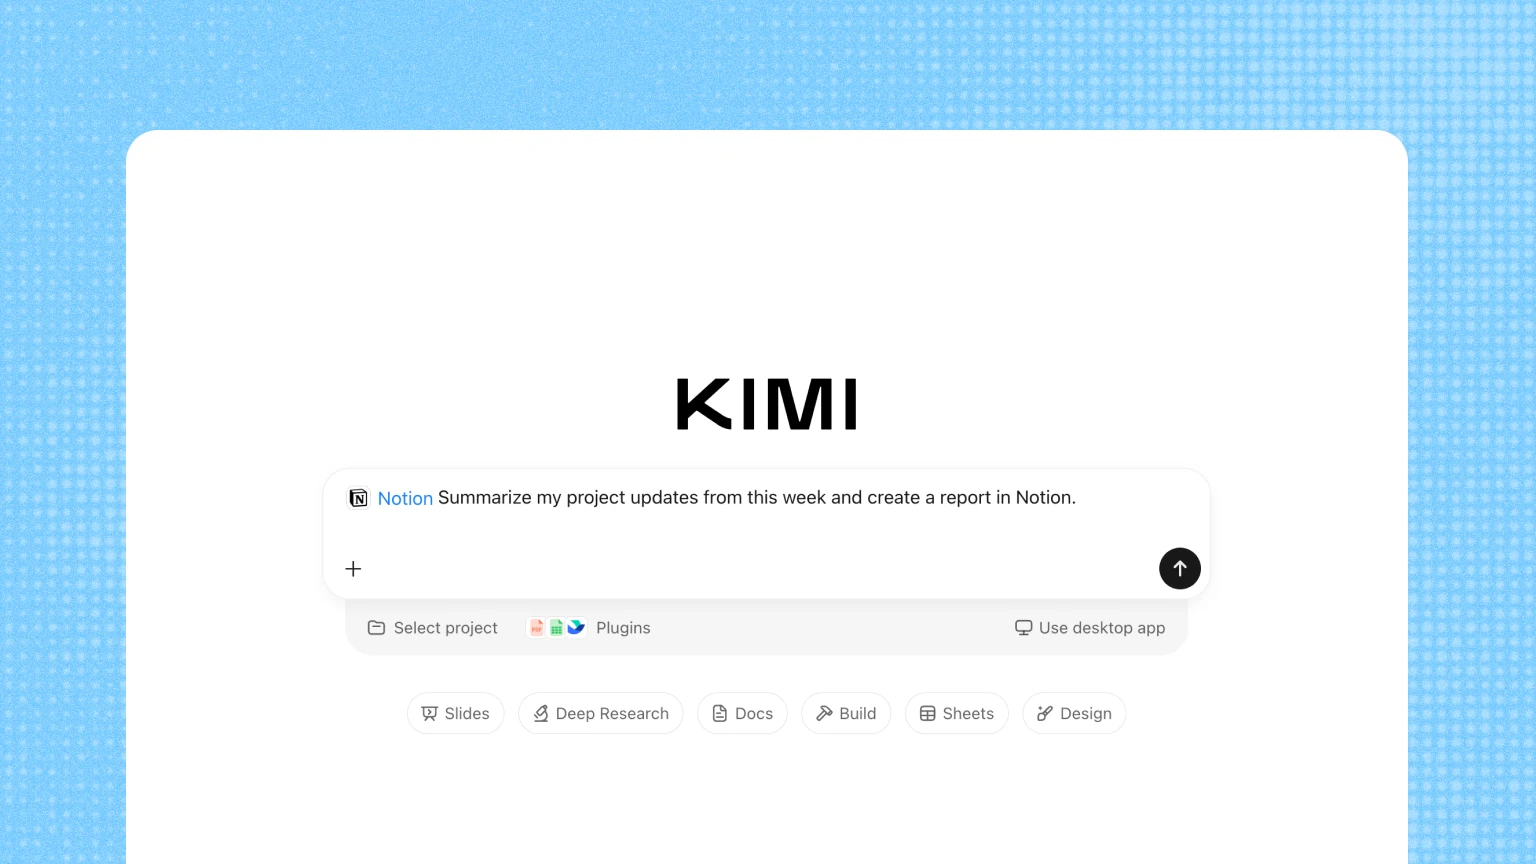 KIMI
Notion Summarize my project updates from this week and create a report in Notion.
Select project Plugins Use desktop app
Slides Deep Research Docs Build Sheets Design